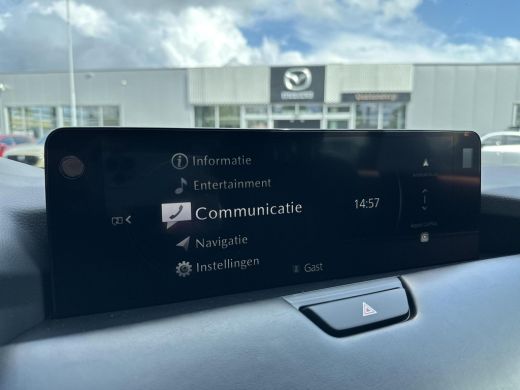 Informatie
Entertainment
Communicatie
14:57
Navigatie
Instellingen
Gast